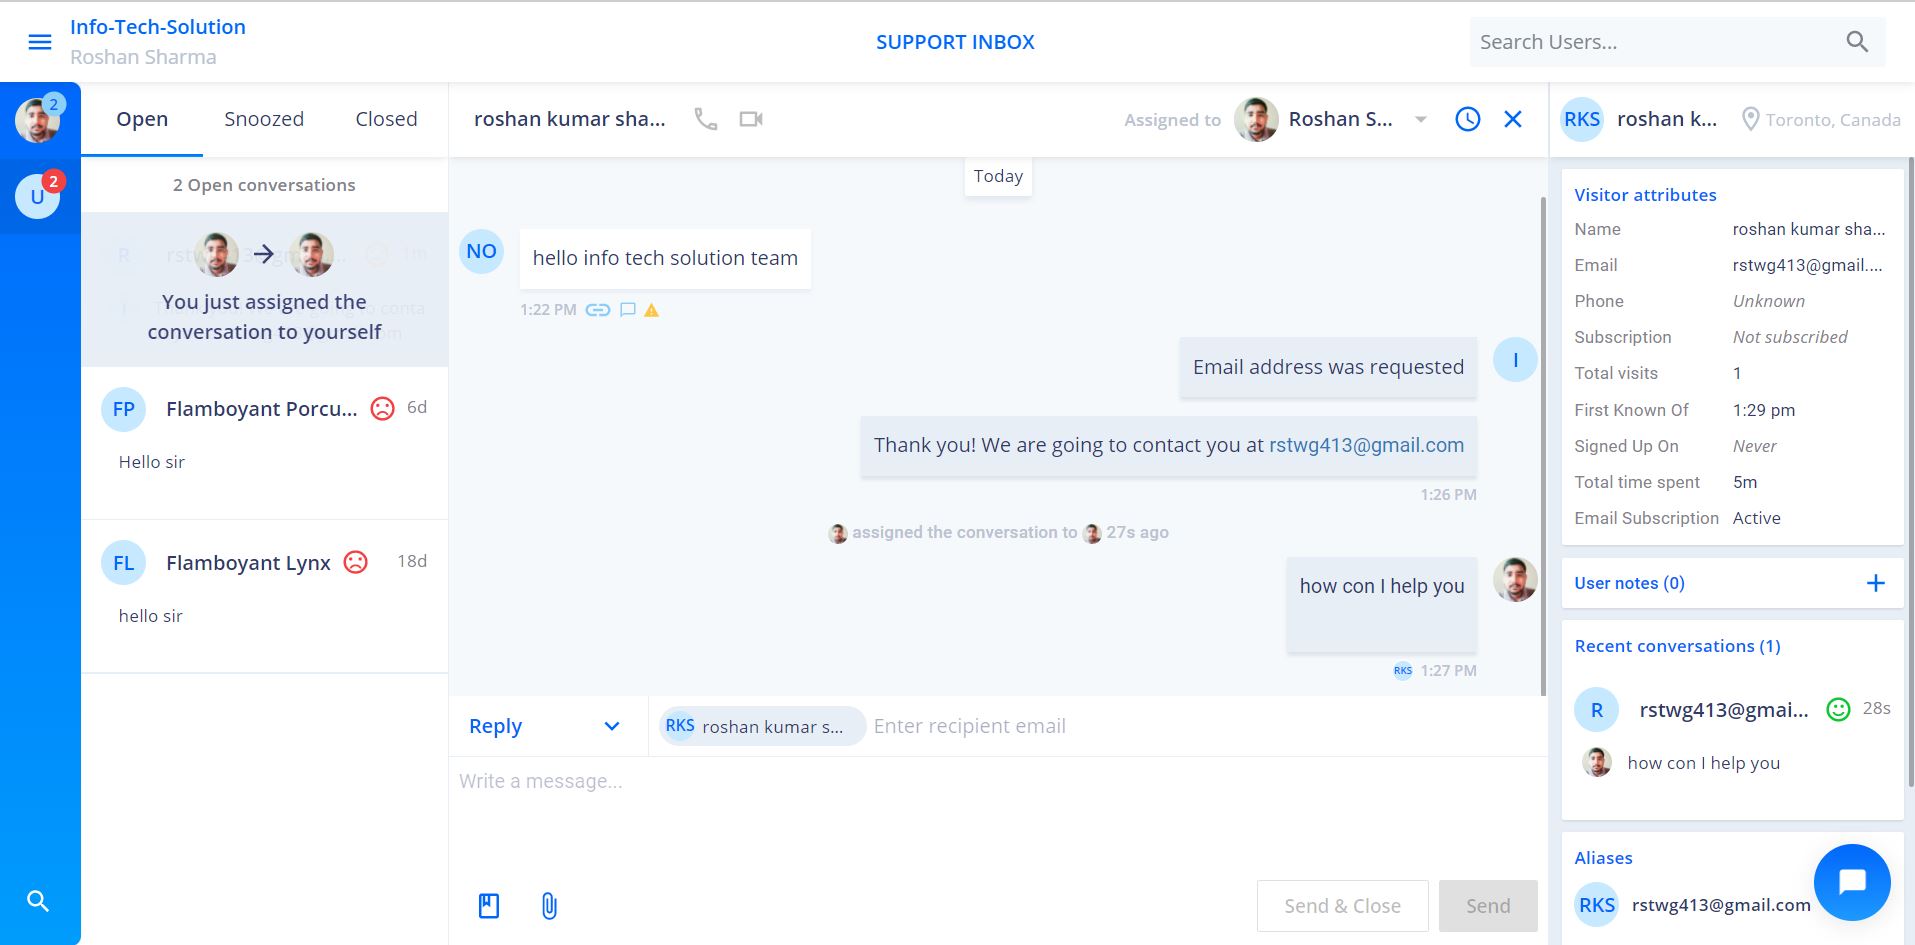 Info-Tech-Solution
Roshan Sharma
SUPPORT INBOX
Search Users...
2
2
U
Open
Snoozed
Closed
2 Open conversations
You just assigned the
conversation to yourself
FP
Flamboyant Porcu...
6d
Hello sir
FL
Flamboyant Lynx
18d
hello sir
roshan kumar sha...
Assigned to
Roshan S...
Today
NO
hello info tech solution team
1:22 PM
Email address was requested
I
Thank you! We are going to contact you at rstwg413@gmail.com
1:26 PM
assigned the conversation to
27s ago
how con I help you
RKS
1:27 PM
Reply
RKS
roshan kumar s...
Enter recipient email
Write a message...
Send & Close
Send
RKS
roshan k...
Toronto, Canada
Visitor attributes
Name
roshan kumar sha...
Email
rstwg413@gmail....
Phone
Unknown
Subscription
Not subscribed
Total visits
1
First Known Of
1:29 pm
Signed Up On
Never
Total time spent
5m
Email Subscription
Active
User notes (0)
Recent conversations (1)
R
rstwg413@gmai...
28s
how con I help you
Aliases
RKS
rstwg413@gmail.com